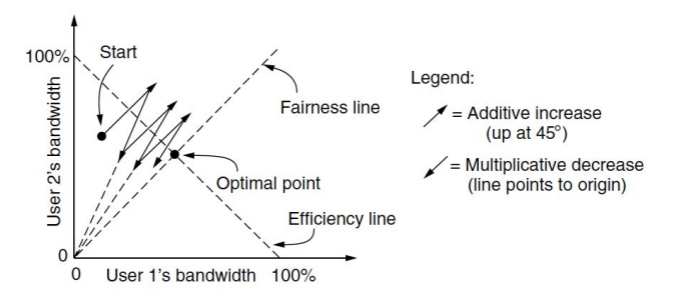 100%
Start
User 2's bandwidth
Fairness line
Optimal point
Efficiency line
0
0 User 1's bandwidth 100%
Legend:
= Additive increase
(up at 45°)
= Multiplicative decrease
(line points to origin)